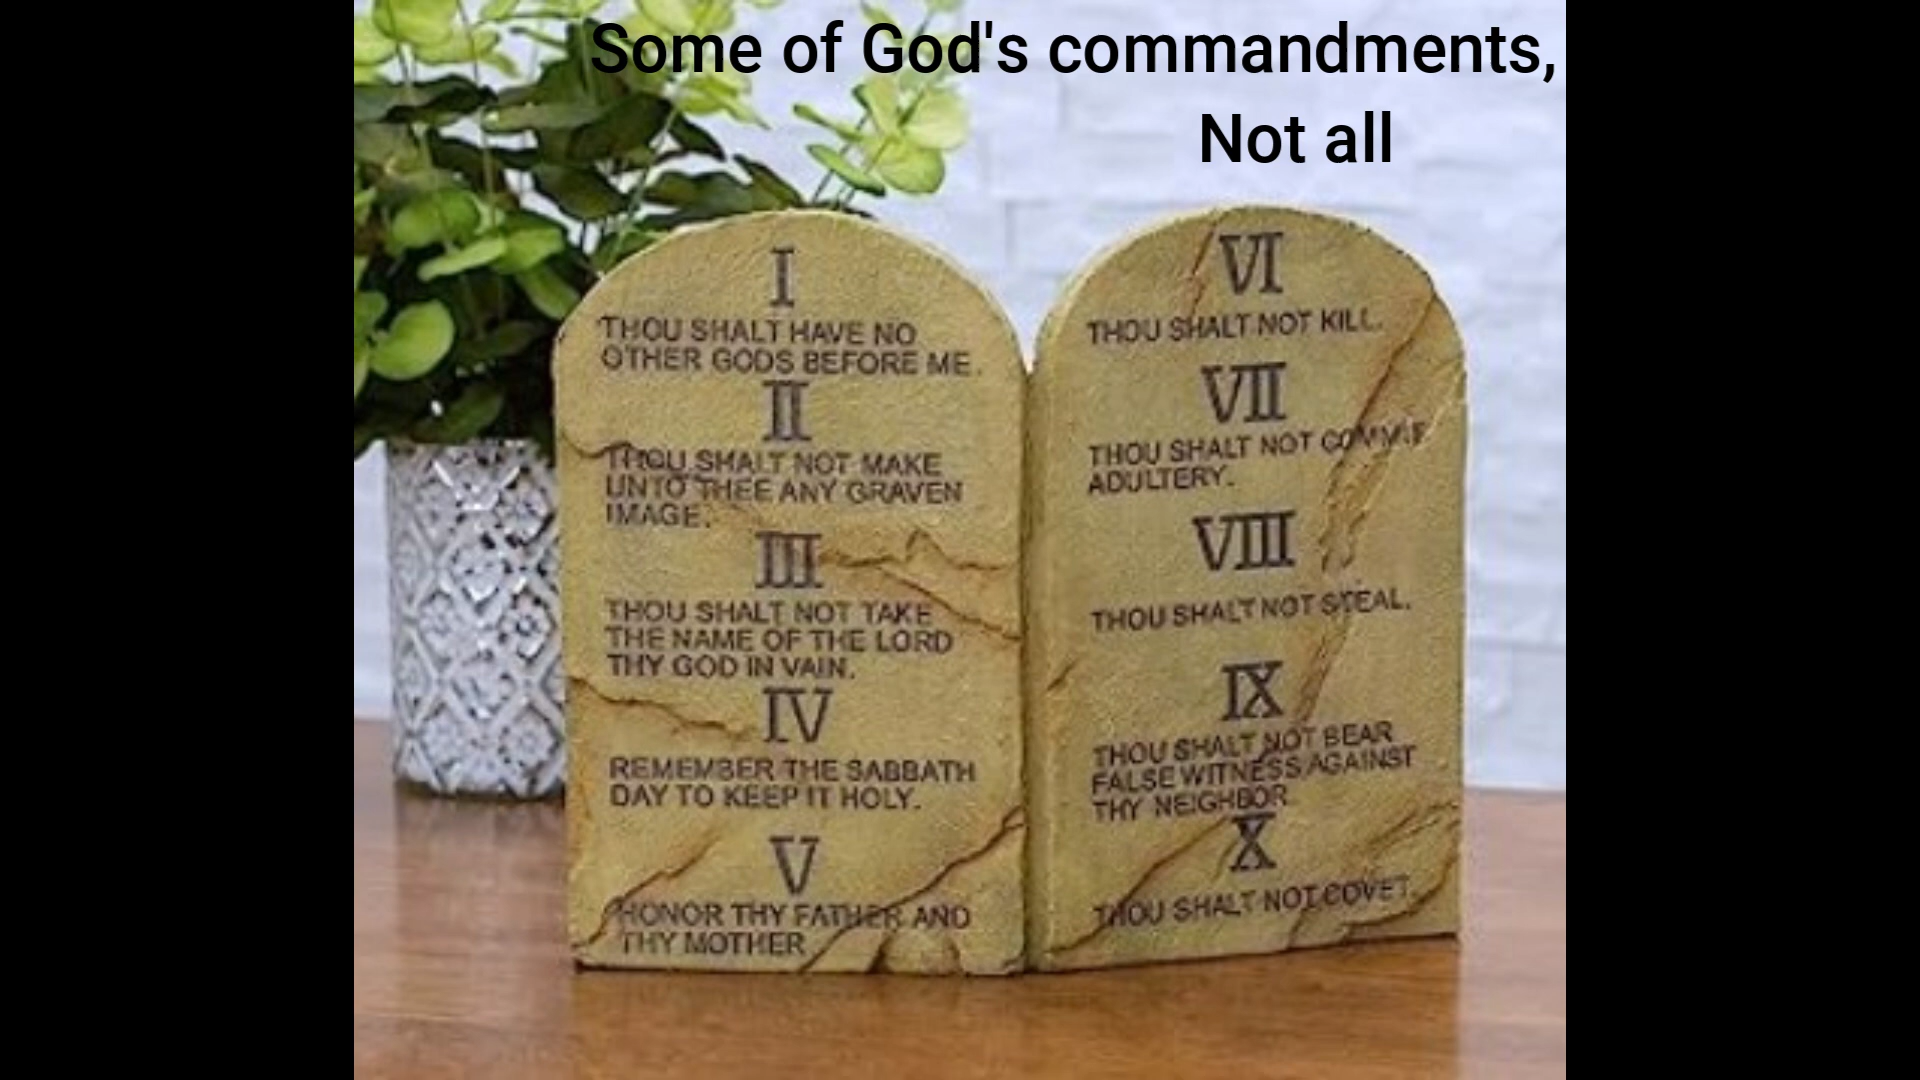 Some of God's commandments,
Not all
I
THOU SHALT HAVE NO
OTHER GODS BEFORE ME.
II
THOU SHALT NOT MAKE
UNTO THEE ANY GRAVEN
IMAGE.
III
THOU SHALT NOT TAKE
THE NAME OF THE LORD
THY GOD IN VAIN.
IV
REMEMBER THE SABBATH
DAY TO KEEP IT HOLY.
V
HONOR THY FATHER AND
THY MOTHER
VI
THOU SHALT NOT KILL.
VII
THOU SHALT NOT COMMIT
ADULTERY.
VIII
THOU SHALT NOT STEAL.
IX
THOU SHALT NOT BEAR
FALSE WITNESS AGAINST
THY NEIGHBOR
X
THOU SHALT NOT COVET.